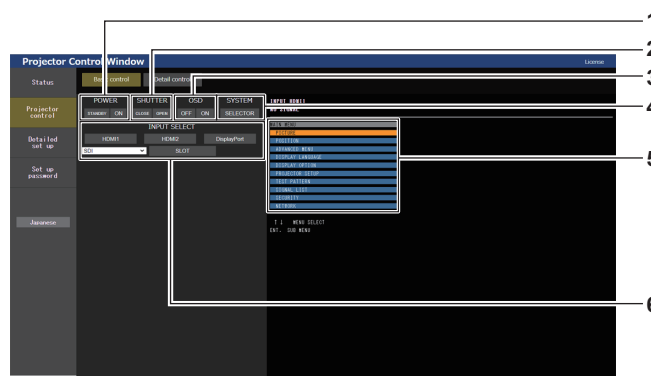 1
2
3
4
5
6
Projector Control Window
License
Status
Basic control
Detail control
Projector
control
POWER
SHUTTER
OSD
SYSTEM
STANDBY ON
CLOSE OPEN
OFF ON
SELECTOR
INPUT SELECT
HDMI1
HDMI2
DisplayPort
SDI
SLOT
Detailed
set up
Set up
password
Japanese
INPUT HDMI1
NO SIGNAL
MAIN MENU
PICTURE
POSITION
ADVANCED MENU
DISPLAY LANGUAGE
DISPLAY OPTION
PROJECTOR SETUP
TEST PATTERN
SIGNAL LIST
SECURITY
NETWORK
↑↓ MENU SELECT
ENT. SUB MENU